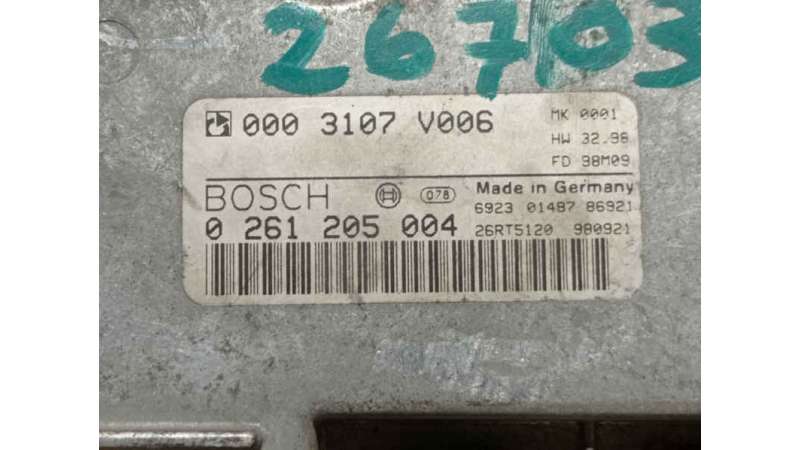 26703
000 3107 V006
MK 0001
HW 32.98
FD 98M09
BOSCH
078
Made in Germany
6923 01487 86921
0 261 205 004
26RT5120 980921